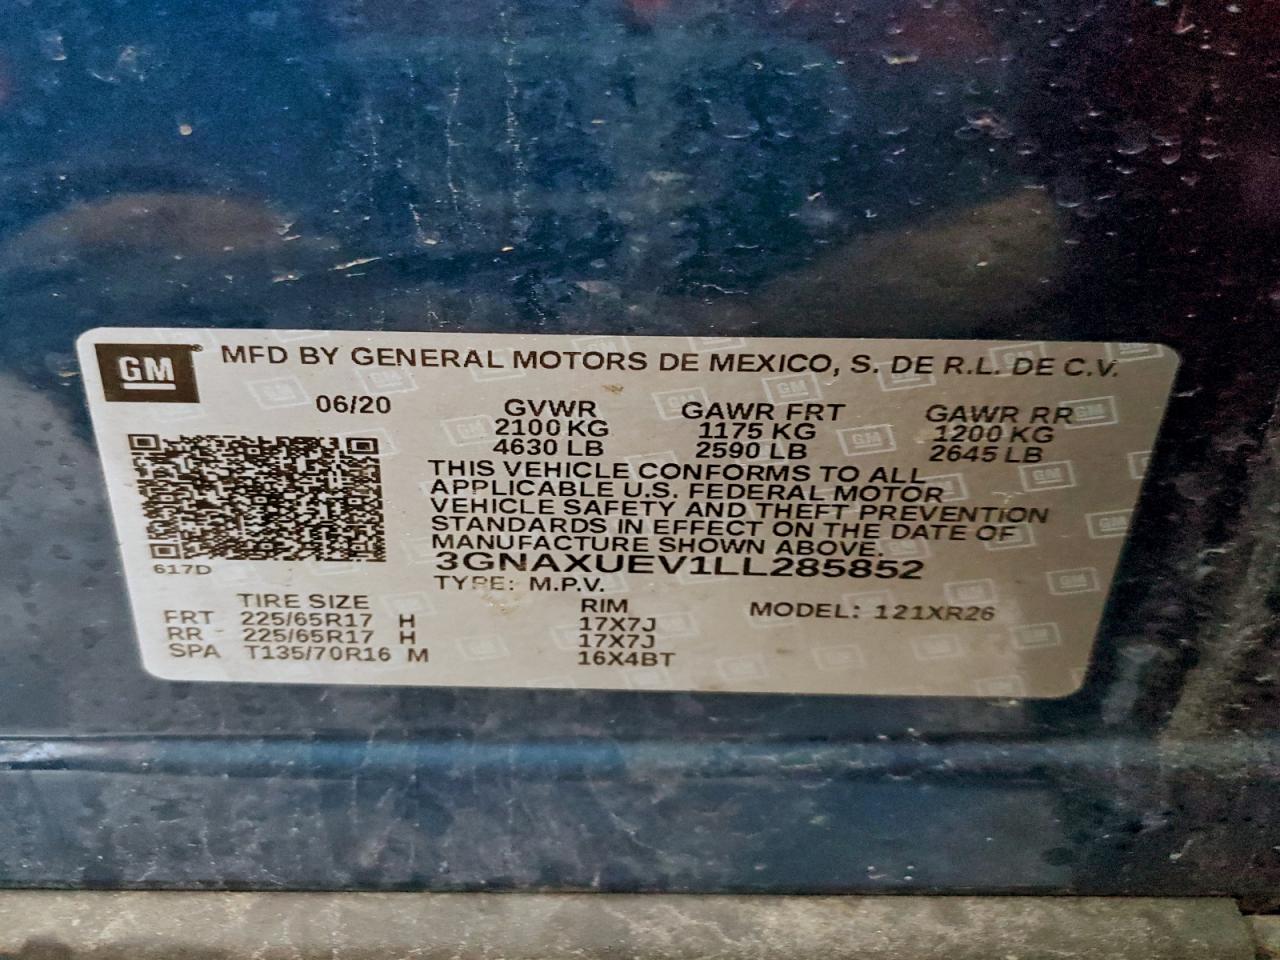 GM® MFD BY GENERAL MOTORS DE MEXICO, S. DE R.L. DE C.V.
06/20 GVWR GAWR FRT GAWR RR
2100 KG 1175 KG 1200 KG
4630 LB 2590 LB 2645 LB
THIS VEHICLE CONFORMS TO ALL
APPLICABLE U.S. FEDERAL MOTOR
VEHICLE SAFETY AND THEFT PREVENTION
STANDARDS IN EFFECT ON THE DATE OF
MANUFACTURE SHOWN ABOVE.
617D 3GNAXUEV1LL285852
TYPE: M.P.V.
TIRE SIZE RIM MODEL: 121XR26
FRT 225/65R17 H 17X7J
RR 225/65R17 H 17X7J
SPA T135/70R16 M 16X4BT